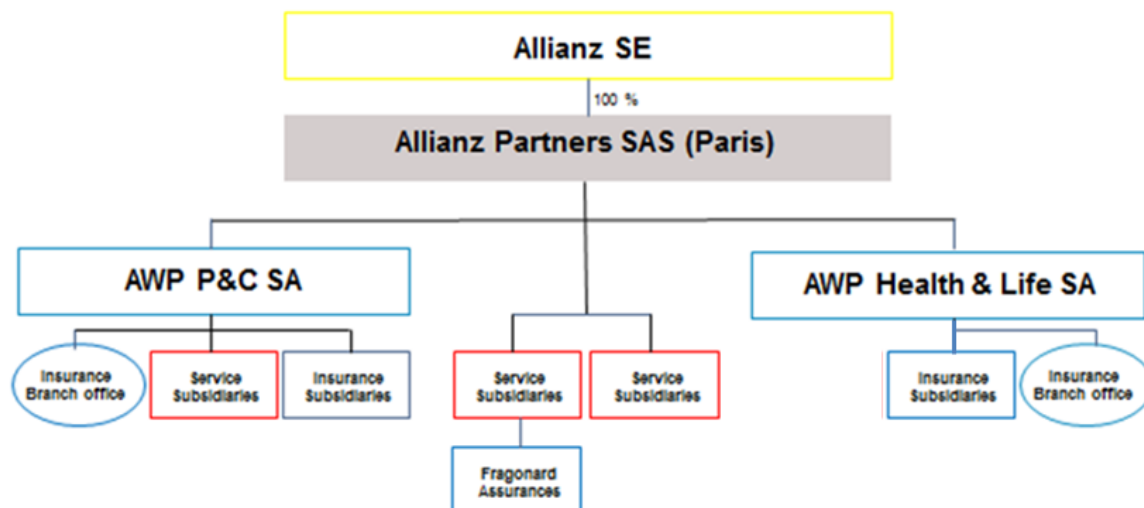 Allianz SE
100 %
Allianz Partners SAS (Paris)
AWP P&C SA
AWP Health & Life SA
Insurance
Branch office
Service
Subsidiaries
Insurance
Subsidiaries
Service
Subsidiaries
Service
Subsidiaries
Insurance
Subsidiaries
Insurance
Branch office
Fragonard
Assurances